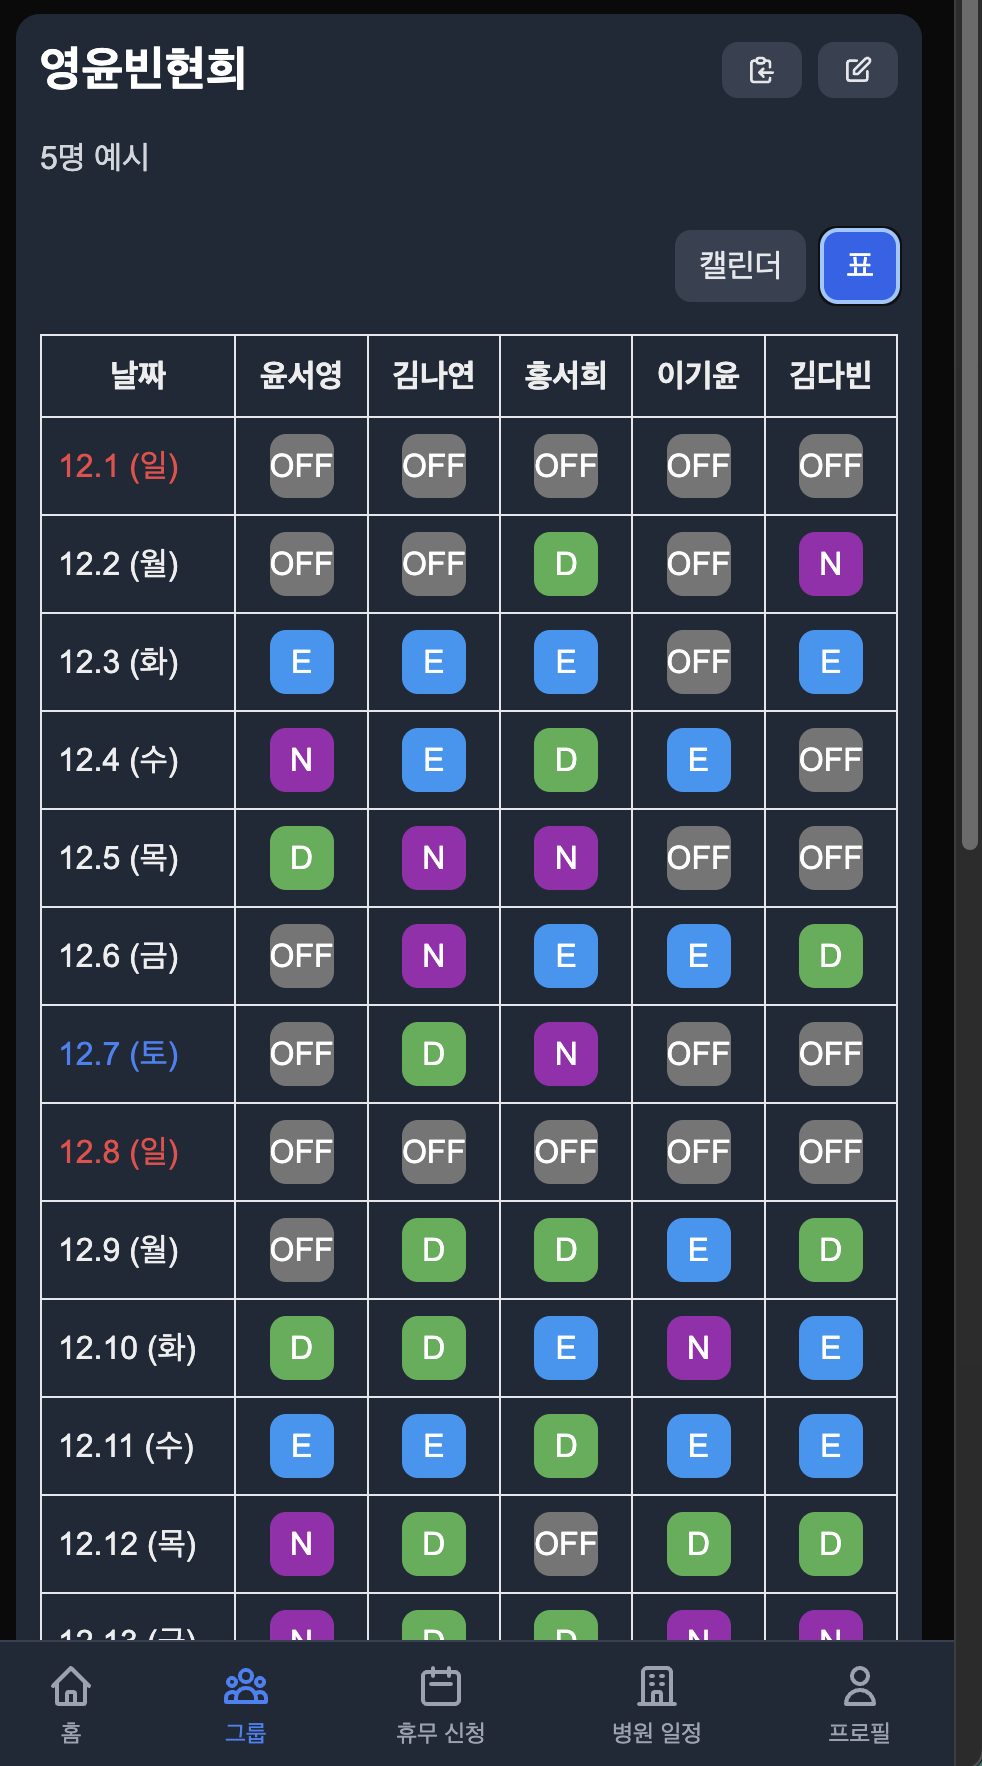 영윤빈현희
5명 예시
캘린더 표
날짜 윤서영 김나연 홍서희 이기윤 김다빈
12.1 (일) OFF OFF OFF OFF OFF
12.2 (월) OFF OFF D OFF N
12.3 (화) E E E OFF E
12.4 (수) N E D E OFF
12.5 (목) D N N OFF OFF
12.6 (금) OFF N E E D
12.7 (토) OFF D N OFF OFF
12.8 (일) OFF OFF OFF OFF OFF
12.9 (월) OFF D D E D
12.10 (화) D D E N E
12.11 (수) E E D E E
12.12 (목) N D OFF D D
12.13 (금) N D D N N
홈 그룹 휴무 신청 병원 일정 프로필